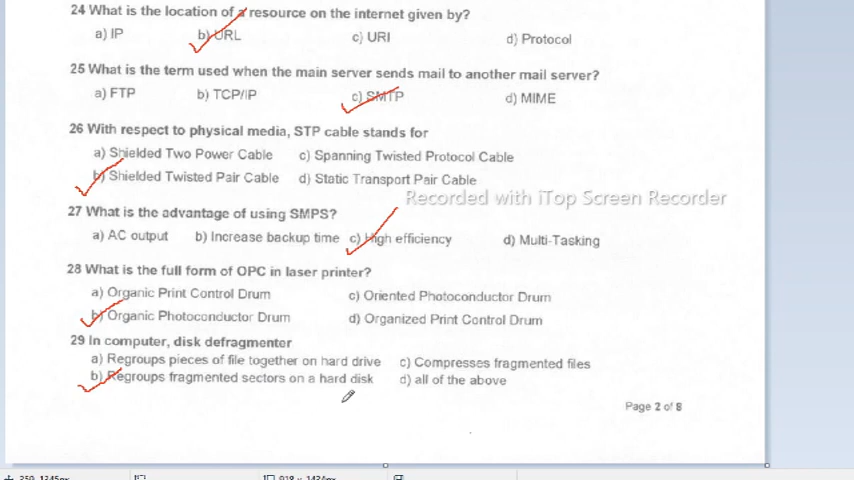 24 What is the location of a resource on the internet given by?
a) IP b) URL c) URI d) Protocol
25 What is the term used when the main server sends mail to another mail server?
a) FTP b) TCP/IP c) SMTP d) MIME
26 With respect to physical media, STP cable stands for
a) Shielded Two Power Cable c) Spanning Twisted Protocol Cable
b) Shielded Twisted Pair Cable d) Static Transport Pair Cable
Recorded with iTop Screen Recorder
27 What is the advantage of using SMPS?
a) AC output b) Increase backup time c) High efficiency d) Multi-Tasking
28 What is the full form of OPC in laser printer?
a) Organic Print Control Drum c) Oriented Photoconductor Drum
b) Organic Photoconductor Drum d) Organized Print Control Drum
29 In computer, disk defragmenter
a) Regroups pieces of file together on hard drive c) Compresses fragmented files
b) Regroups fragmented sectors on a hard disk d) all of the above
Page 2 of 8